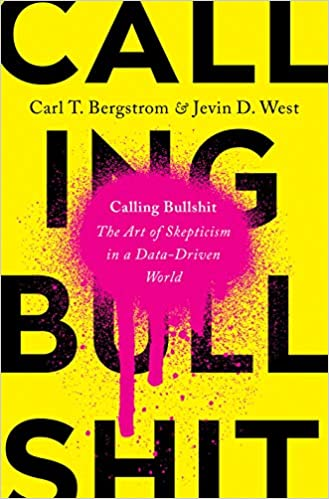 CALL
Carl T. Bergstrom & Jevin D. West
ING
Calling Bullshit
The Art of Skepticism
in a Data-Driven
World
BULL
SHIT